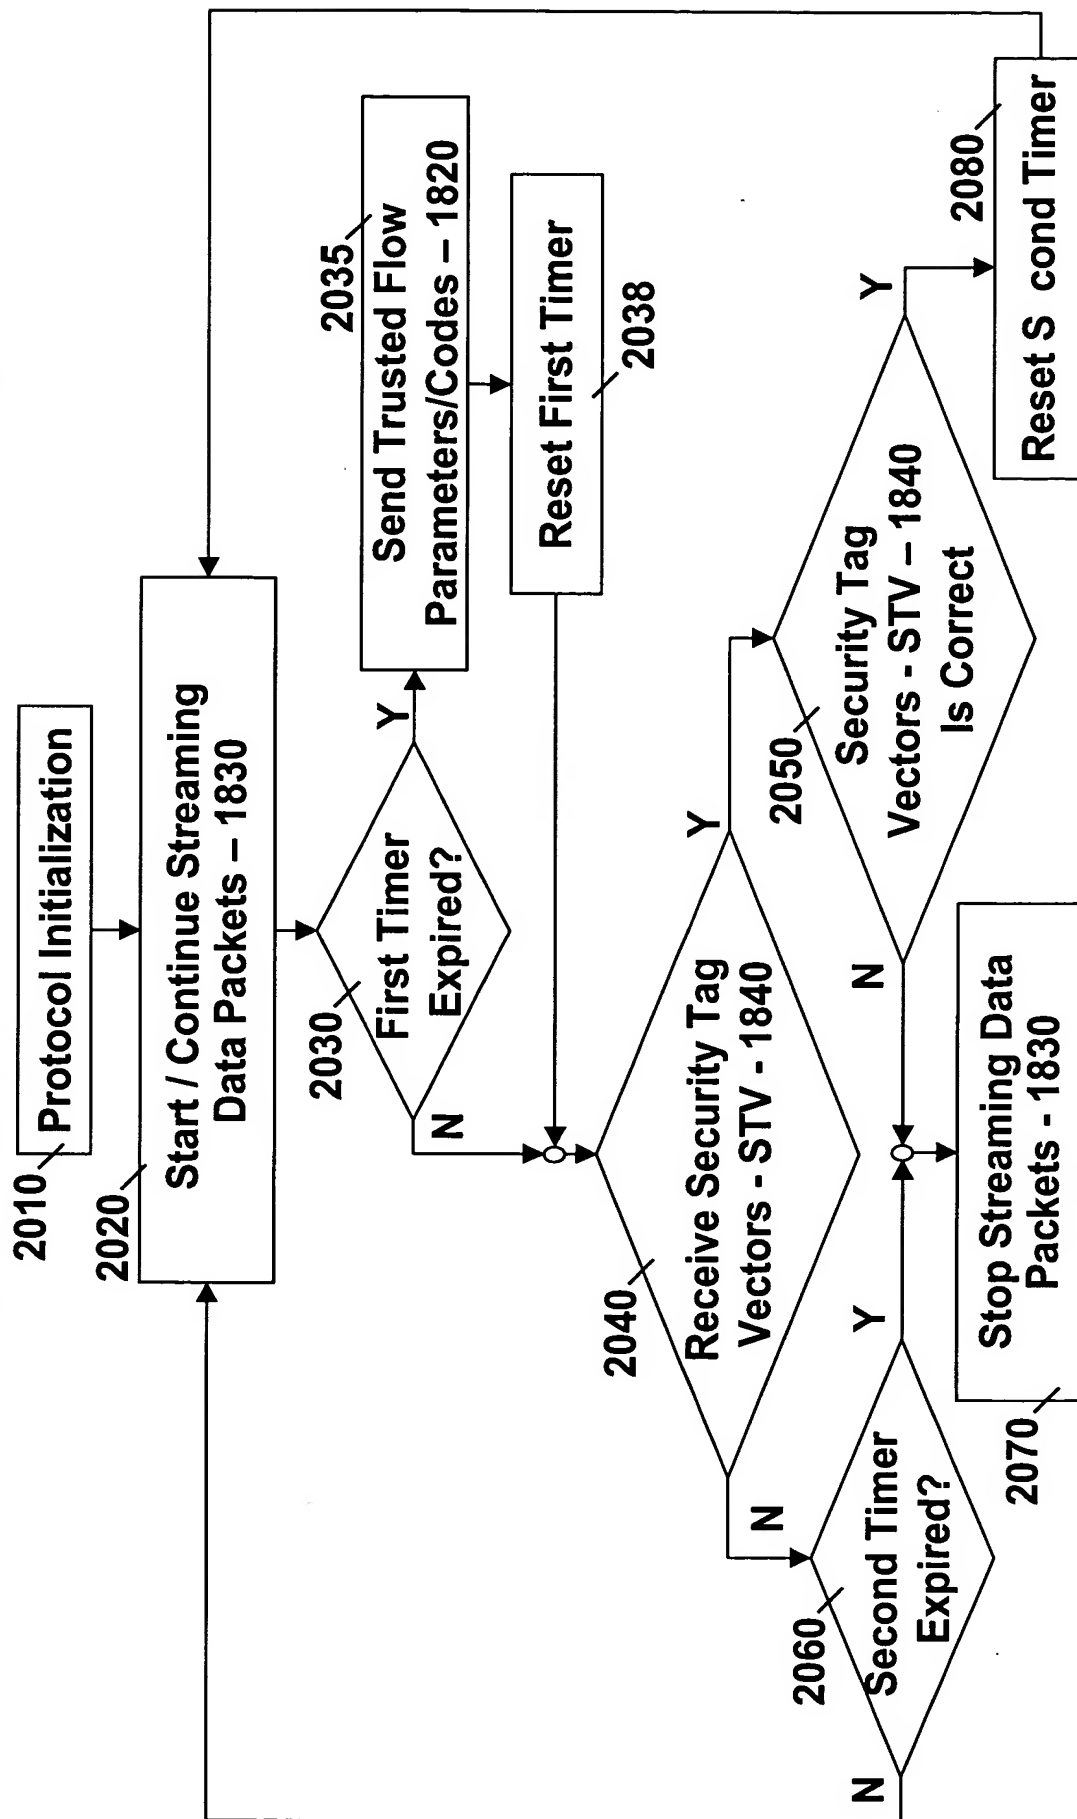 2010
Protocol Initialization
2020
Start / Continue Streaming
Data Packets – 1830
2030
First Timer
Expired?
Y
N
2035
Send Trusted Flow
Parameters/Codes – 1820
Reset First Timer
2038
2040
Receive Security Tag
Vectors - STV - 1840
Y
N
2050
Security Tag
Vectors - STV – 1840
Is Correct
Y
N
2060
Second Timer
Expired?
Y
N
2070
Stop Streaming Data
Packets - 1830
2080
Reset S cond Timer